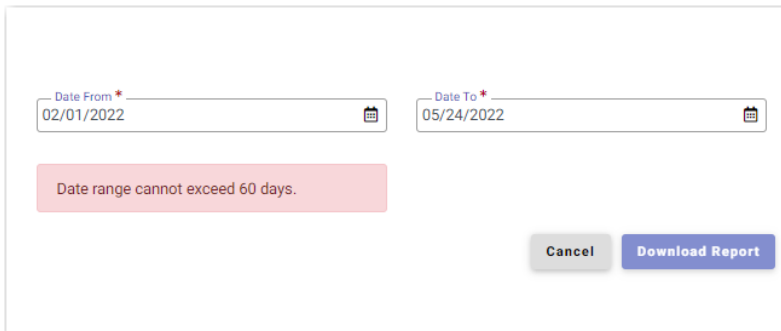 Date From *
Date To *
02/01/2022
05/24/2022
Date range cannot exceed 60 days.
Cancel
Download Report